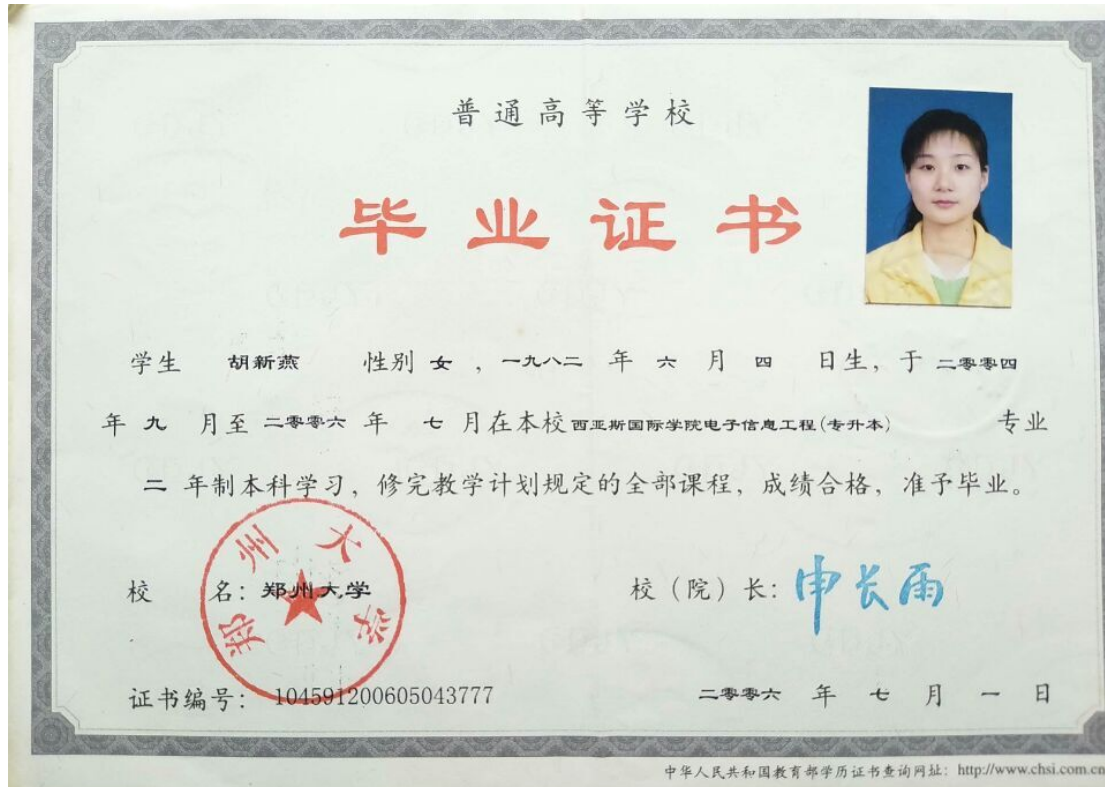 普通高等学校
毕业证书
学生 胡新燕 性别 女 ，一九八二 年 六 月 四 日生，于 二零零四
年 九 月至 二零零六 年 七 月在本校 西亚斯国际学院电子信息工程(专升本) 专业
二 年制本科学习，修完教学计划规定的全部课程，成绩合格，准予毕业。
郑州大学
校 名：郑州大学 校（院）长：申长雨
证书编号：104591200605043777 二零零六 年 七 月 一 日
中华人民共和国教育部学历证书查询网址：http://www.chsi.com.cn